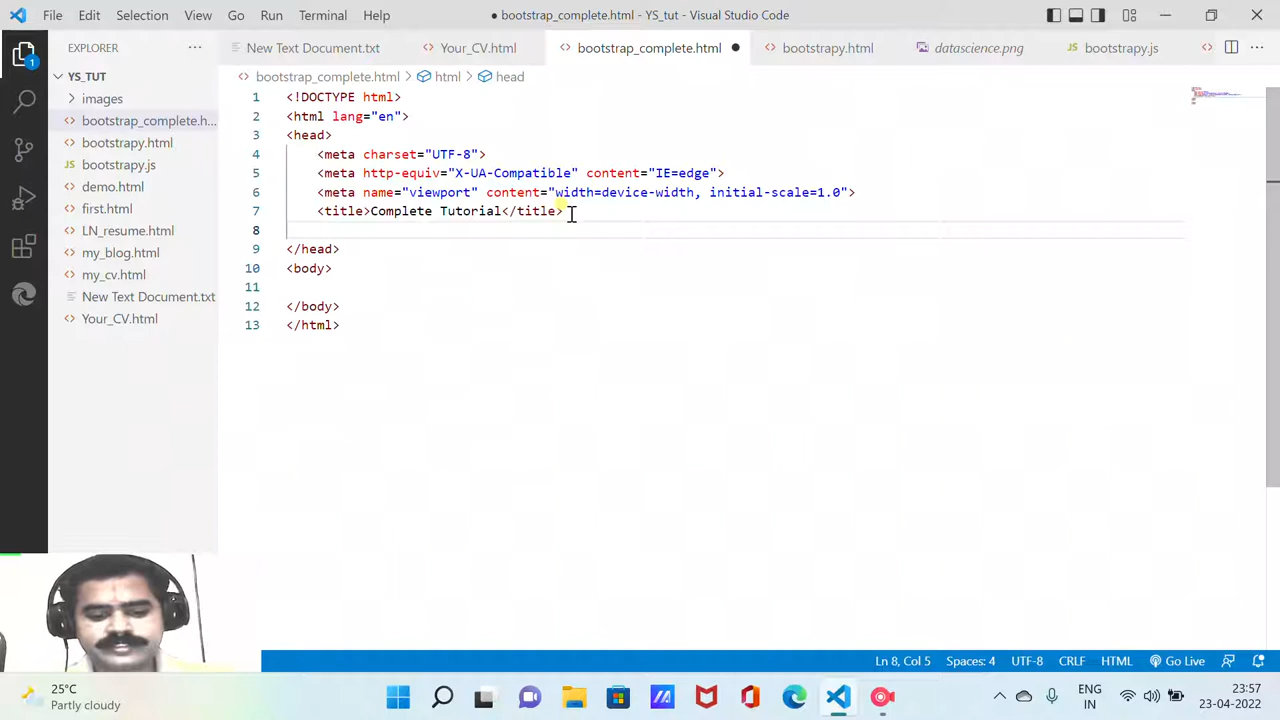 File Edit Selection View Go Run Terminal Help
● bootstrap_complete.html - YS_tut - Visual Studio Code
EXPLORER
New Text Document.txt
Your_CV.html
bootstrap_complete.html
bootstrapy.html
datascience.png
bootstrapy.js
YS_TUT
images
bootstrap_complete.h...
bootstrapy.html
bootstrapy.js
demo.html
first.html
LN_resume.html
my_blog.html
my_cv.html
New Text Document.txt
Your_CV.html
1
bootstrap_complete.html > html > head
1 <!DOCTYPE html>
2 <html lang="en">
3 <head>
4 <meta charset="UTF-8">
5 <meta http-equiv="X-UA-Compatible" content="IE=edge">
6 <meta name="viewport" content="width=device-width, initial-scale=1.0">
7 <title>Complete Tutorial</title>
8
9 </head>
10 <body>
11
12 </body>
13 </html>
Ln 8, Col 5 Spaces: 4 UTF-8 CRLF HTML Go Live
25°C
Partly cloudy
ENG
IN
23:57
23-04-2022